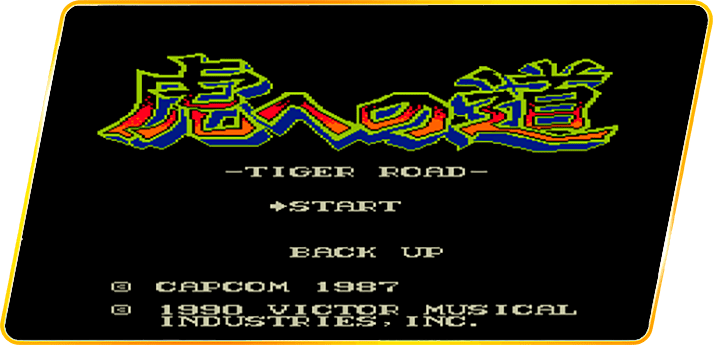 虎への道
-TIGER ROAD-
➔START
BACK UP
© CAPCOM 1987
© 1990 VICTOR MUSICAL
INDUSTRIES, INC.